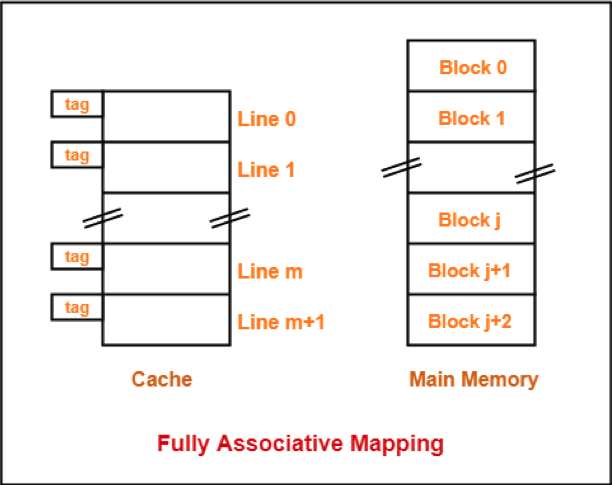 tag
Line 0
tag
Line 1
tag
Line m
tag
Line m+1
Cache
Block 0
Block 1
Block j
Block j+1
Block j+2
Main Memory
Fully Associative Mapping